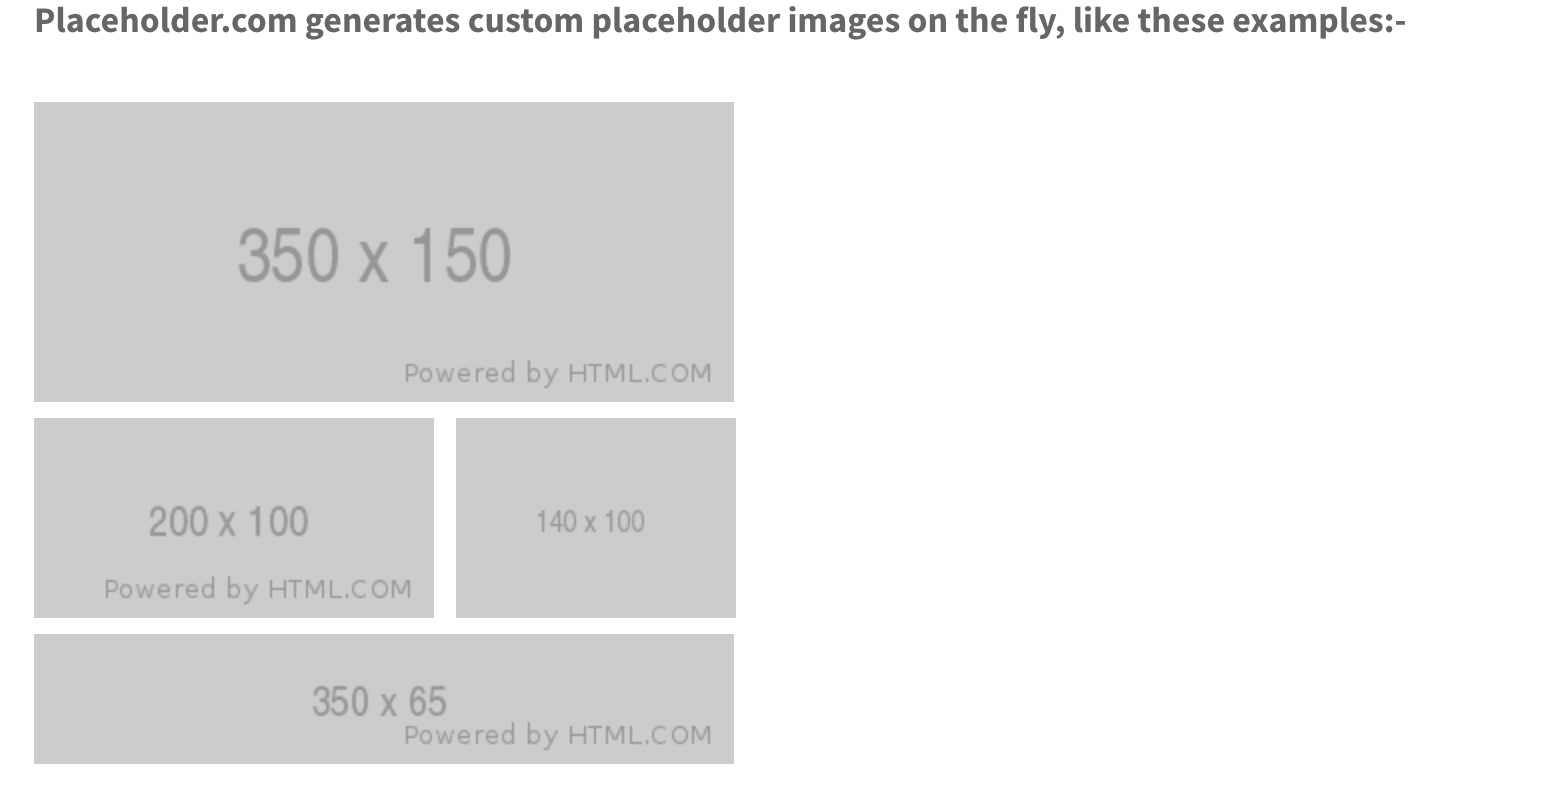 Placeholder.com generates custom placeholder images on the fly, like these examples:-
350 x 150
Powered by HTML.COM
200 x 100
Powered by HTML.COM
140 x 100
350 x 65
Powered by HTML.COM